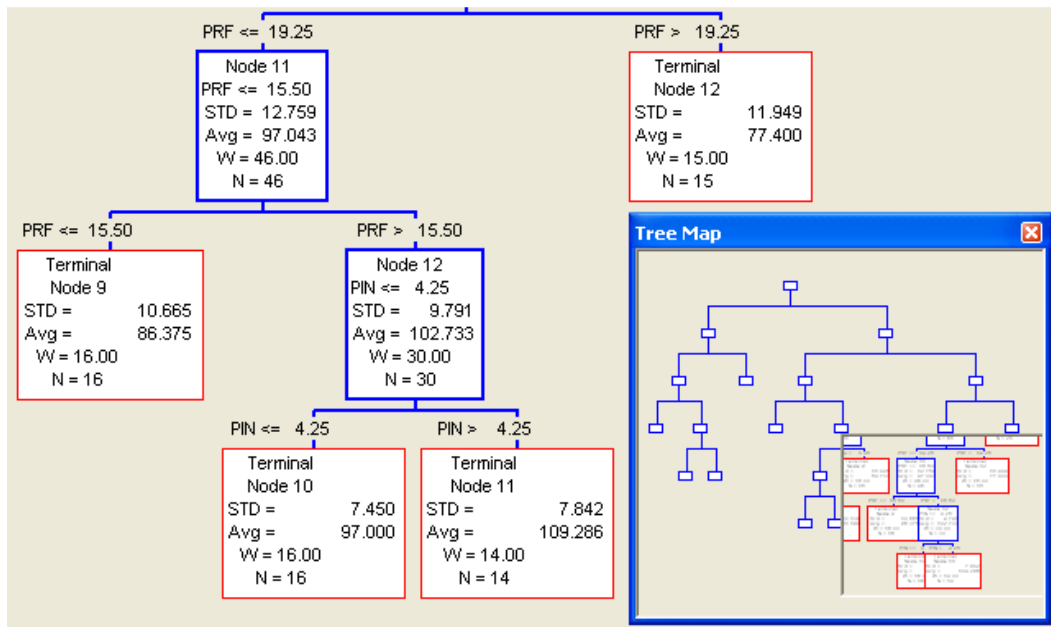 PRF <= 19.25
PRF > 19.25
Node 11
PRF <= 15.50
STD = 12.759
Avg = 97.043
W = 46.00
N = 46
Terminal
Node 12
STD = 11.949
Avg = 77.400
W = 15.00
N = 15
PRF <= 15.50
PRF > 15.50
Terminal
Node 9
STD = 10.665
Avg = 86.375
W = 16.00
N = 16
Node 12
PIN <= 4.25
STD = 9.791
Avg = 102.733
W = 30.00
N = 30
PIN <= 4.25
PIN > 4.25
Terminal
Node 10
STD = 7.450
Avg = 97.000
W = 16.00
N = 16
Terminal
Node 11
STD = 7.842
Avg = 109.286
W = 14.00
N = 14
Tree Map